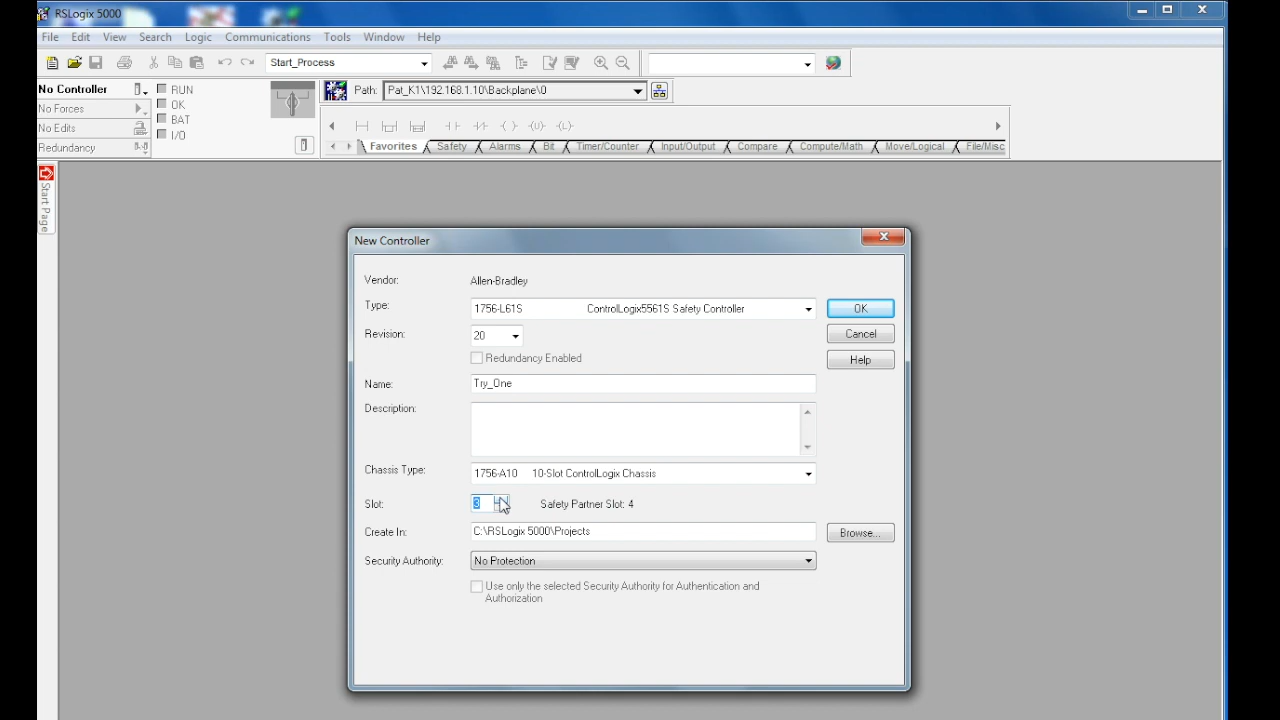 RSLogix 5000
File Edit View Search Logic Communications Tools Window Help
Start_Process
No Controller RUN Path: Pat_K1\192.168.1.10\Backplane\0
No Forces OK
BAT
No Edits
I/O
Redundancy
Favorites Safety Alarms Bit Timer/Counter Input/Output Compare Compute/Math Move/Logical File/Misc
Start Page
New Controller
Vendor: Allen-Bradley
Type: 1756-L61S ControlLogix5561S Safety Controller OK
Revision: 20 Cancel
Redundancy Enabled Help
Name: Try_One
Description:
Chassis Type: 1756-A10 10-Slot ControlLogix Chassis
Slot: 3 Safety Partner Slot: 4
Create In: C:\RSLogix 5000\Projects Browse...
Security Authority: No Protection
Use only the selected Security Authority for Authentication and
Authorization